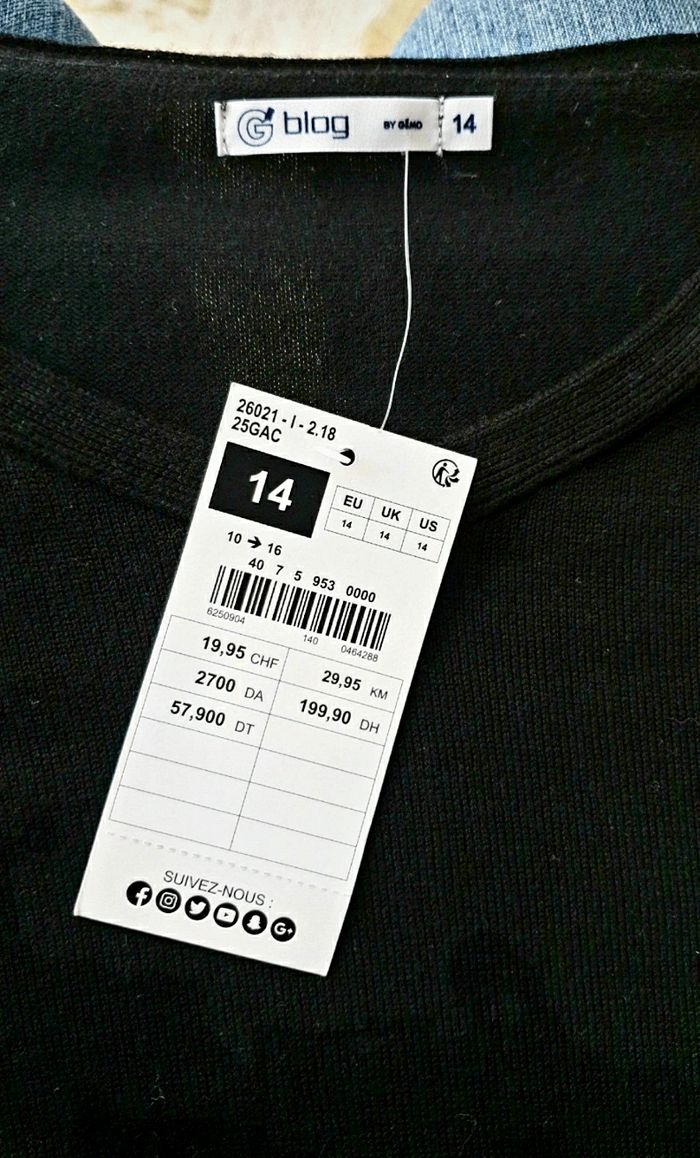 G blog BY GÉMO 14
26021 - I - 2.18
25GAC
14
EU UK US
14 14 14
10 → 16
40 7 5 953 0000
6250904 140 0464288
19,95 CHF 29,95 KM
2700 DA 199,90 DH
57,900 DT
SUIVEZ-NOUS :